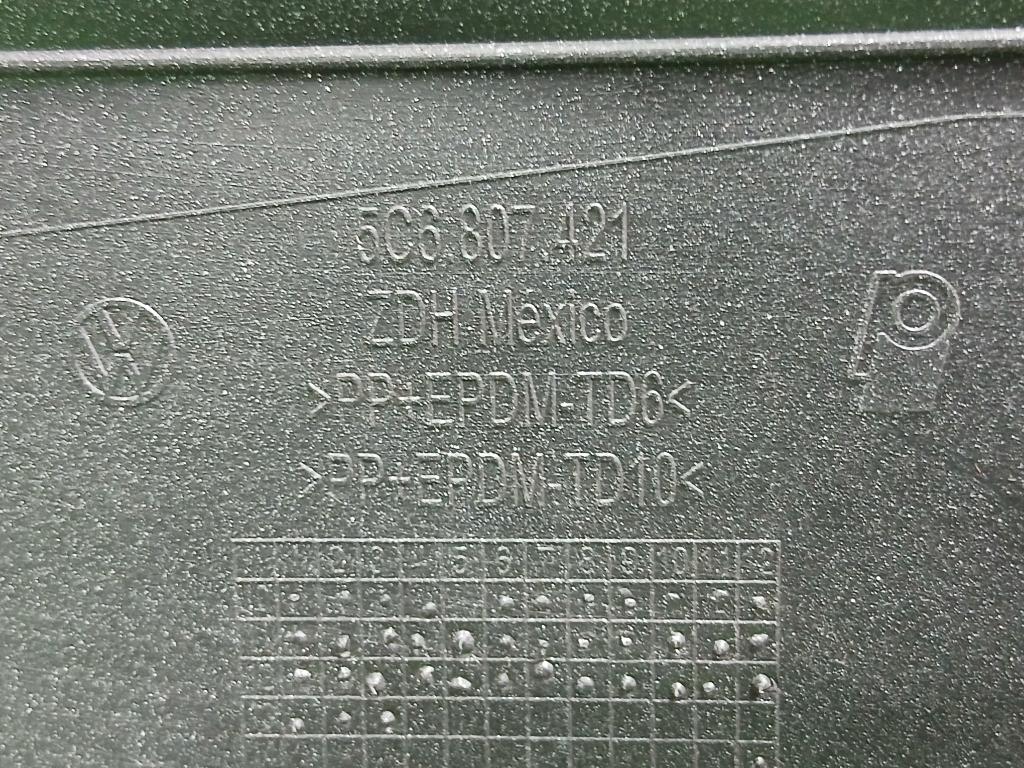 5C6.807.421
ZDH Mexico
>PP+EPDM-TD6<
>PP+EPDM-TD10<
1 2 3 4 5 6 7 8 9 10 11 12